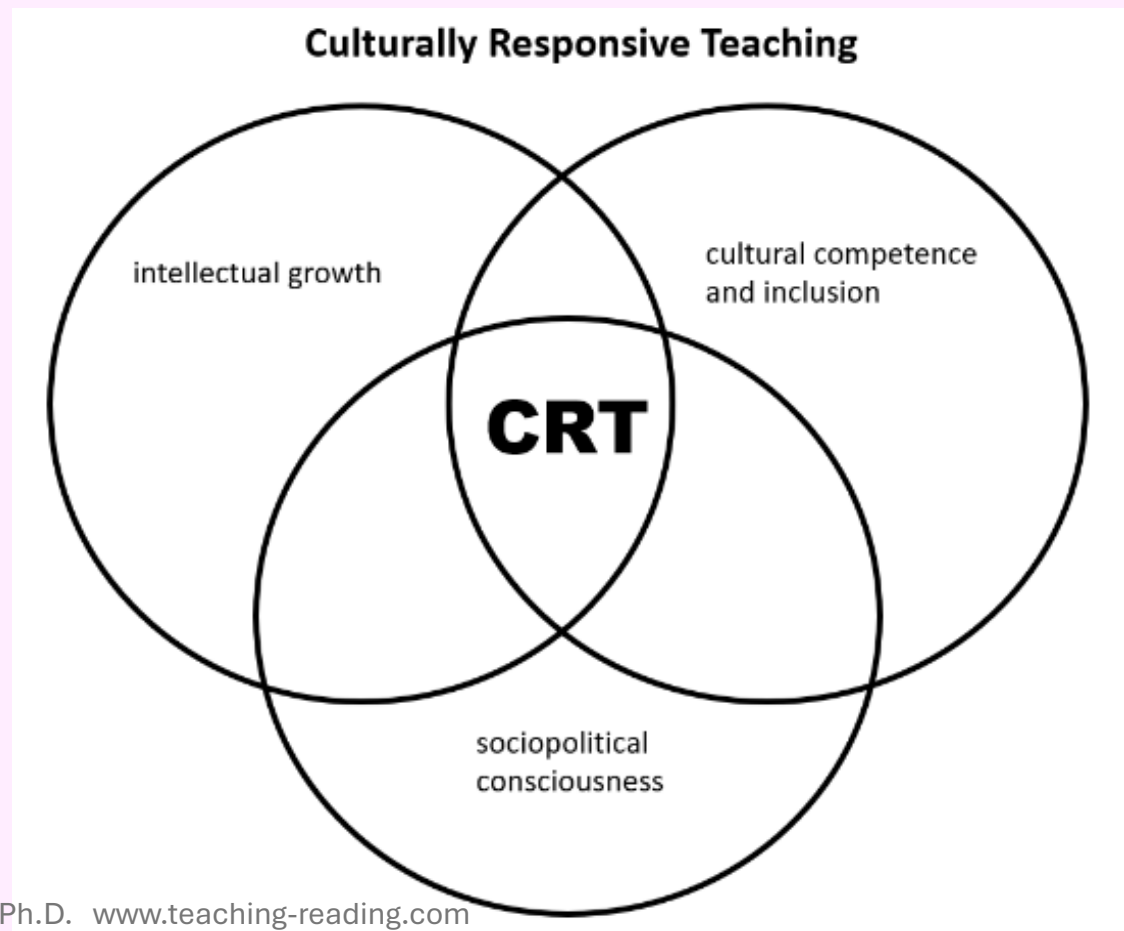 Culturally Responsive Teaching
intellectual growth
cultural competence
and inclusion
CRT
sociopolitical
consciousness
Ph.D. www.teaching-reading.com